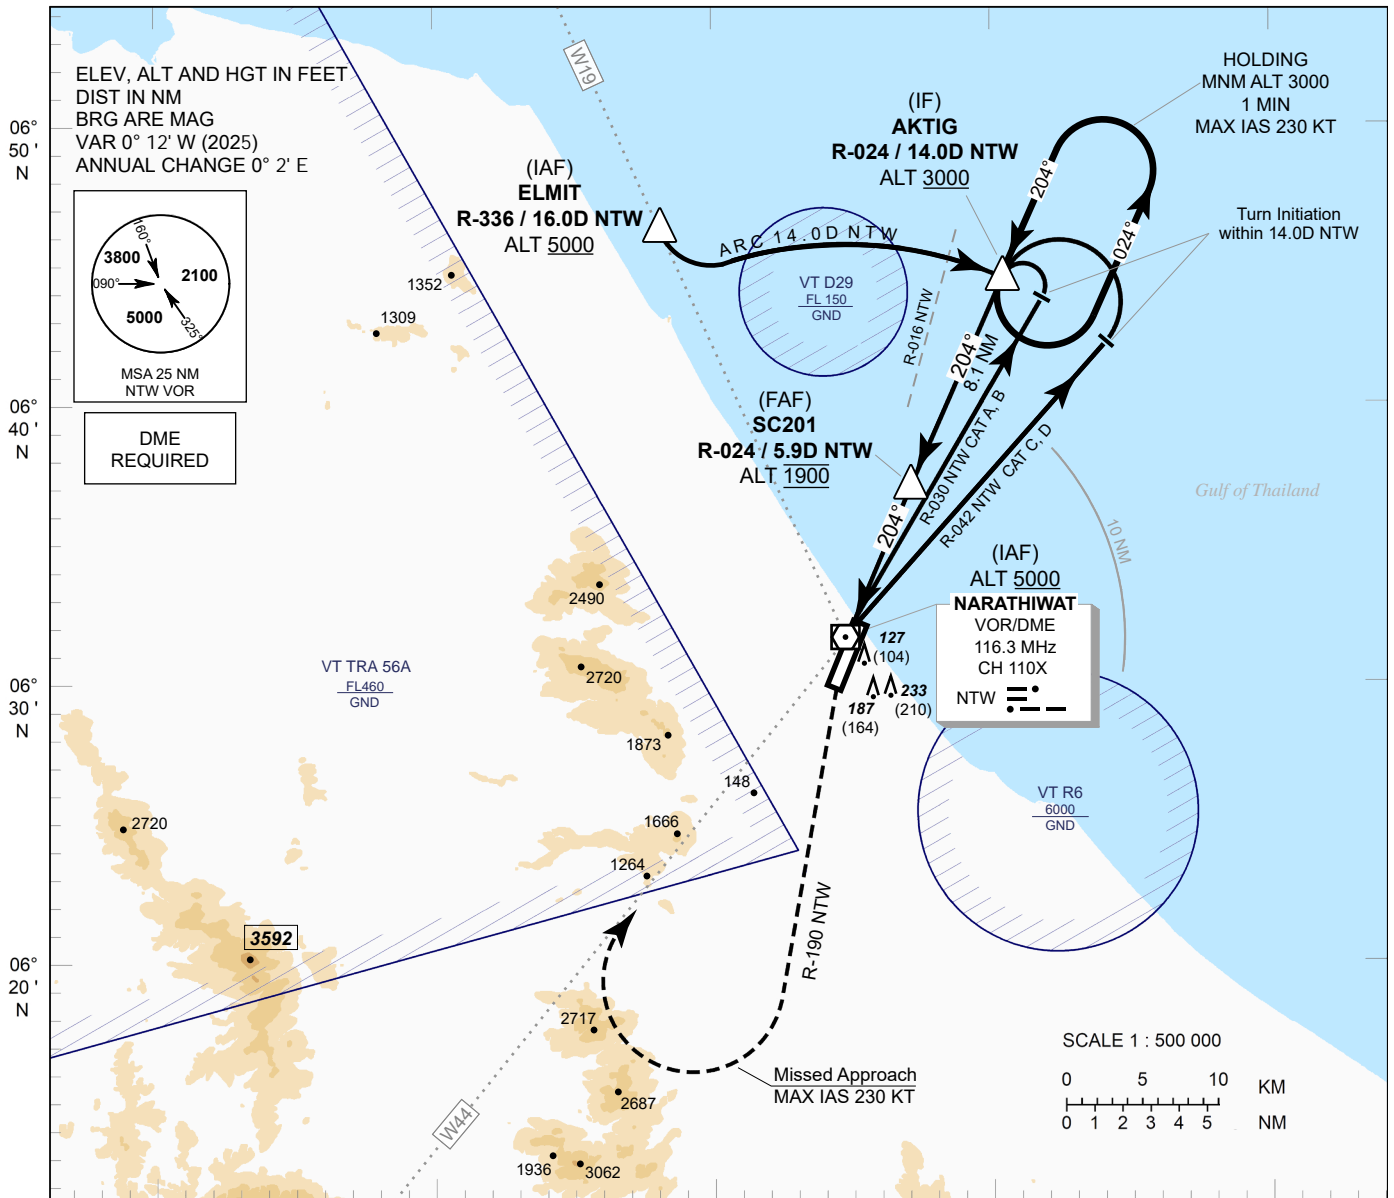 ELEV, ALT AND HGT IN FEET
DIST IN NM
BRG ARE MAG
VAR 0° 12' W (2025)
ANNUAL CHANGE 0° 2' E
06°
50 '
N
06°
40 '
N
06°
30 '
N
06°
20 '
N
160°
3800
2100
090°
5000
325°
MSA 25 NM
NTW VOR
DME
REQUIRED
W19
(IAF)
ELMIT
R-336 / 16.0D NTW
ALT 5000
ARC 14.0D NTW
(IF)
AKTIG
R-024 / 14.0D NTW
ALT 3000
HOLDING
MNM ALT 3000
1 MIN
MAX IAS 230 KT
204°
024°
Turn Initiation
within 14.0D NTW
VT D29
FL 150
GND
R-016 NTW
204°
8.1 NM
(FAF)
SC201
R-024 / 5.9D NTW
ALT 1900
R-030 NTW CAT A, B
R-042 NTW CAT C, D
204°
Gulf of Thailand
10 NM
(IAF)
ALT 5000
NARATHIWAT
VOR/DME
116.3 MHz
CH 110X
NTW
127
(104)
233
(210)
187
(164)
1352
1309
2490
2720
1873
148
1666
1264
VT TRA 56A
FL460
GND
2720
3592
VT R6
6000
GND
R-190 NTW
2717
2687
1936
3062
W44
Missed Approach
MAX IAS 230 KT
SCALE 1 : 500 000
0 5 10 KM
0 1 2 3 4 5 NM